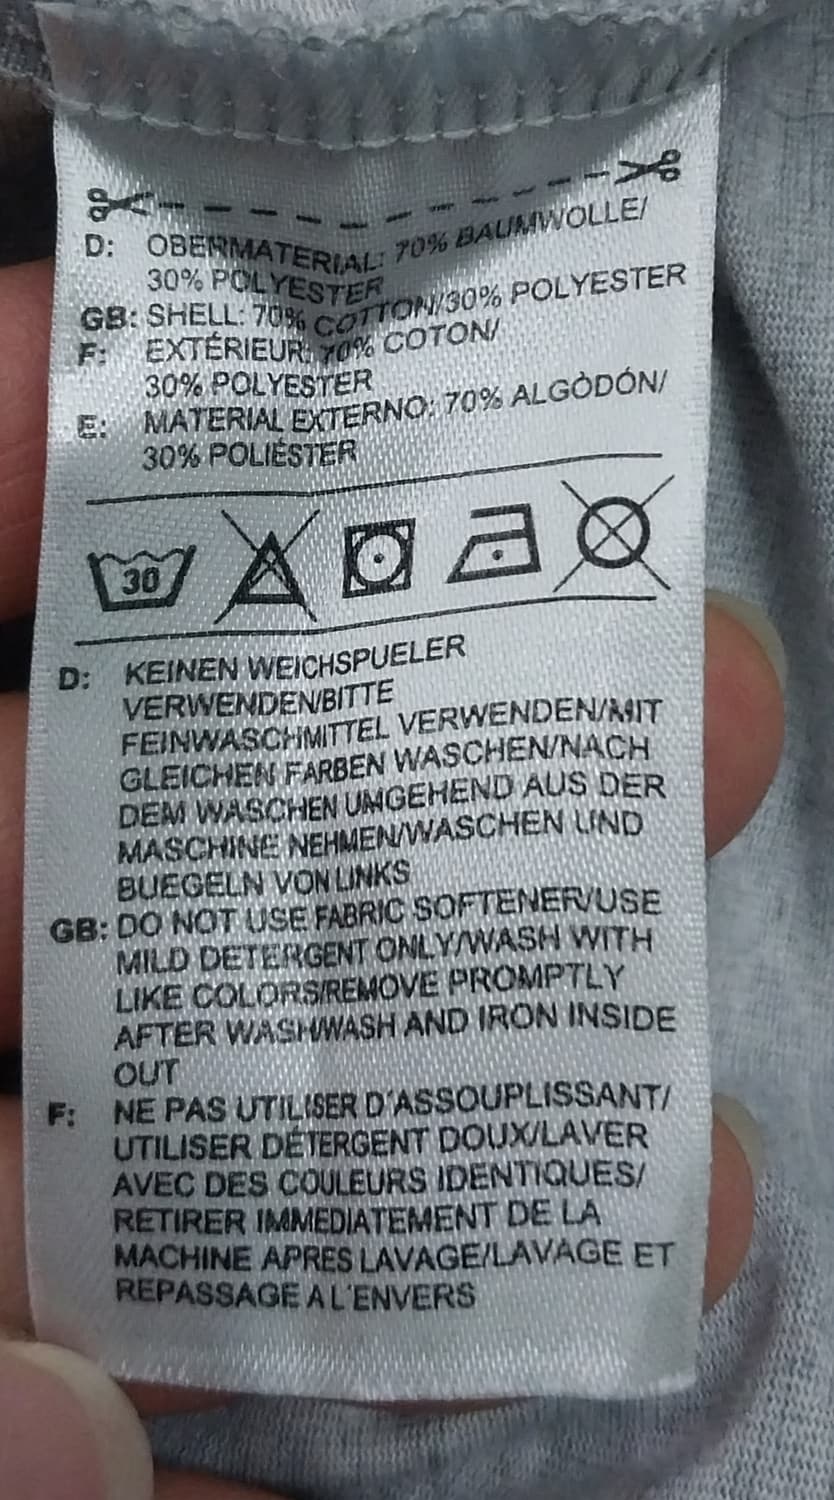 D: OBERMATERIAL: 70% BAUMWOLLE/
30% POLYESTER
GB: SHELL: 70% COTTON/30% POLYESTER
F: EXTÉRIEUR: 70% COTON/
30% POLYESTER
E: MATERIAL EXTERNO: 70% ALGÒDÓN/
30% POLIÉSTER
30
D: KEINEN WEICHSPUELER
VERWENDEN/BITTE
FEINWASCHMITTEL VERWENDEN/MIT
GLEICHEN FARBEN WASCHEN/NACH
DEM WASCHEN UMGEHEND AUS DER
MASCHINE NEHMEN/WASCHEN UND
BUEGELN VON LINKS
GB: DO NOT USE FABRIC SOFTENER/USE
MILD DETERGENT ONLY/WASH WITH
LIKE COLORS/REMOVE PROMPTLY
AFTER WASH/WASH AND IRON INSIDE
OUT
F: NE PAS UTILISER D'ASSOUPLISSANT/
UTILISER DÉTERGENT DOUX/LAVER
AVEC DES COULEURS IDENTIQUES/
RETIRER IMMEDIATEMENT DE LA
MACHINE APRES LAVAGE/LAVAGE ET
REPASSAGE A L'ENVERS